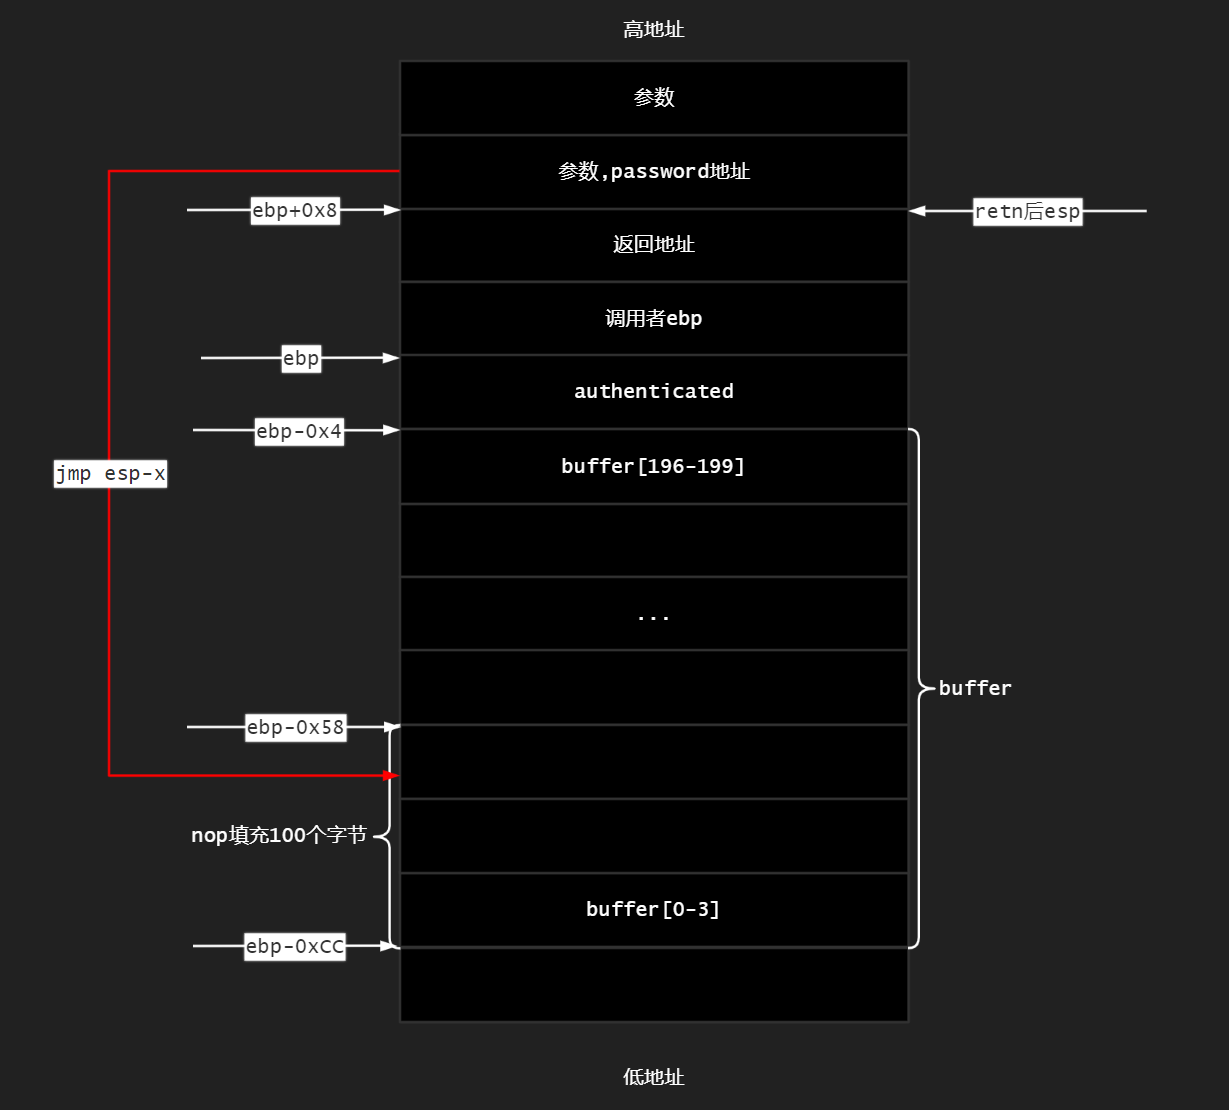 高地址
参数
参数,password地址
ebp+0x8
retn后esp
返回地址
调用者ebp
ebp
authenticated
ebp-0x4
buffer[196-199]
jmp esp-x
...
buffer
ebp-0x58
nop填充100个字节
buffer[0-3]
ebp-0xCC
低地址